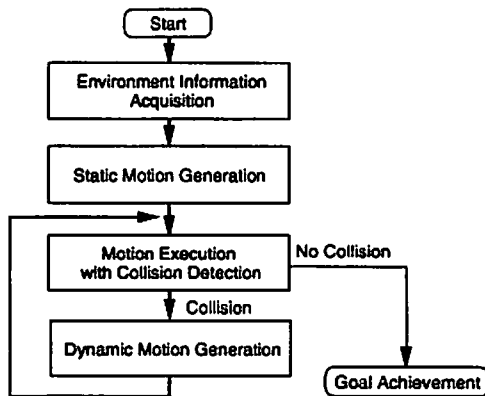 Start
Environment Information
Acquisition
Static Motion Generation
Motion Execution
with Collision Detection
No Collision
Collision
Dynamic Motion Generation
Goal Achievement